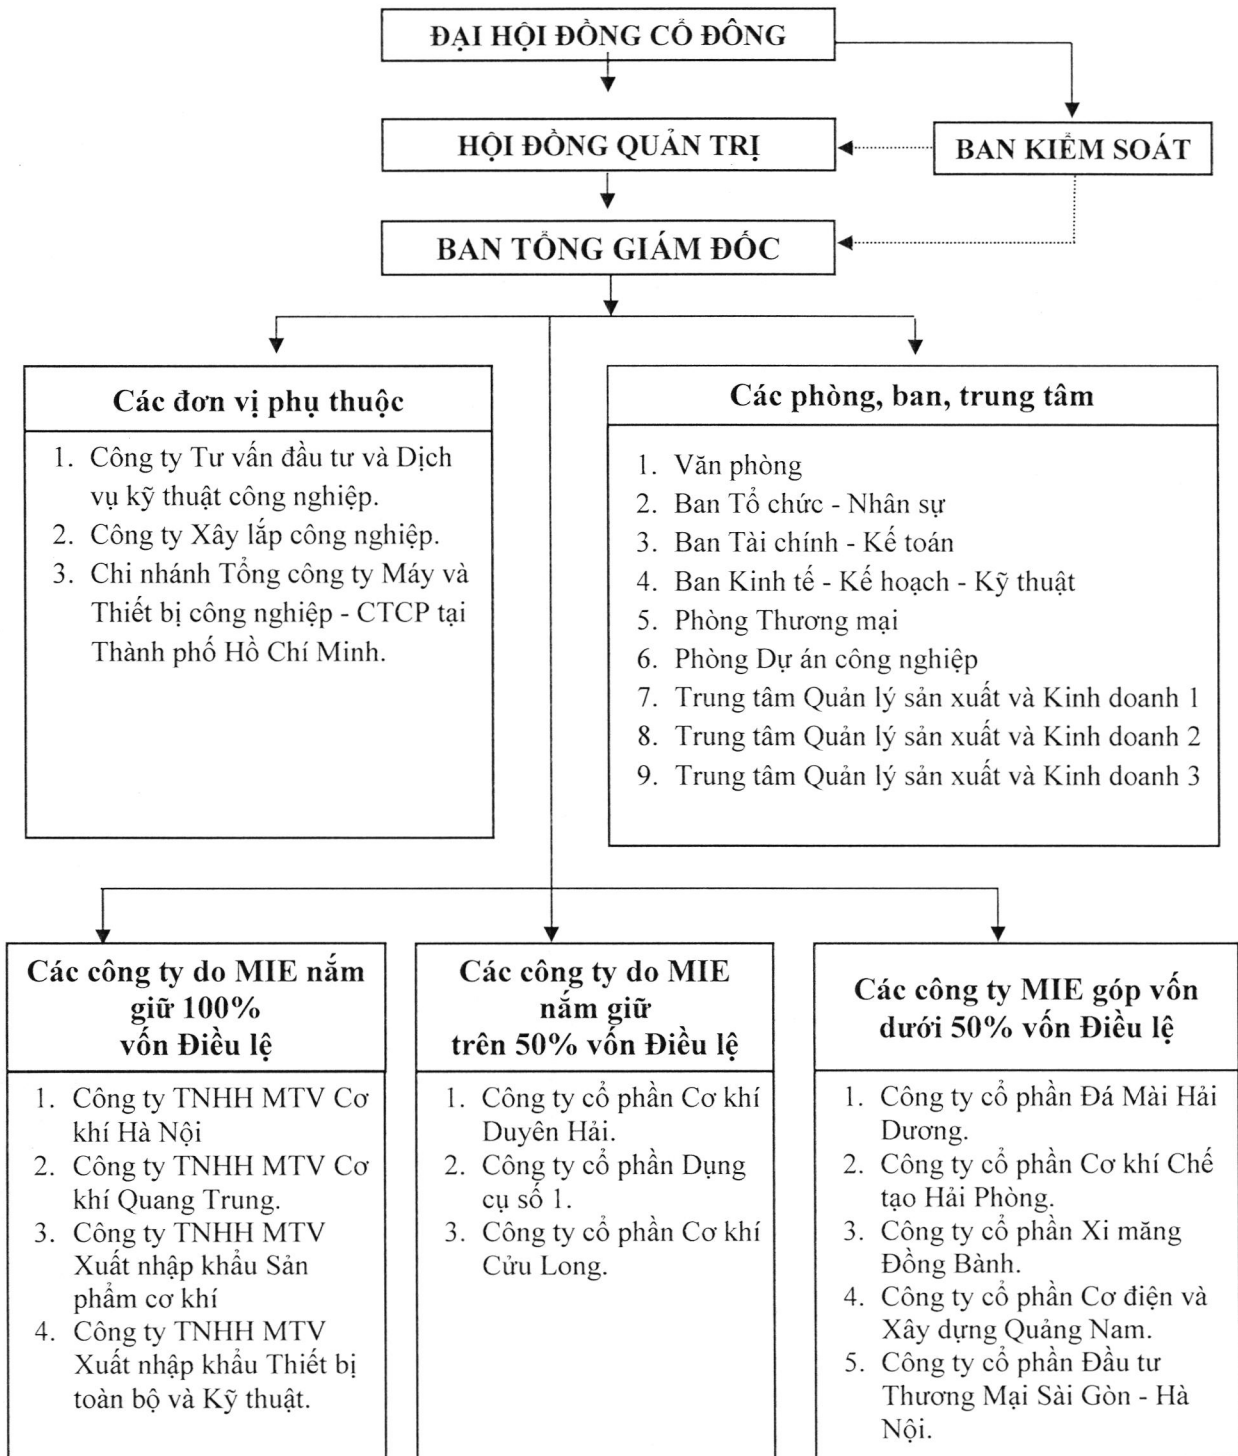 ĐẠI HỘI ĐỒNG CỔ ĐÔNG
HỘI ĐỒNG QUẢN TRỊ
BAN KIỂM SOÁT
BAN TỔNG GIÁM ĐỐC
Các đơn vị phụ thuộc
1. Công ty Tư vấn đầu tư và Dịch
vụ kỹ thuật công nghiệp.
2. Công ty Xây lắp công nghiệp.
3. Chi nhánh Tổng công ty Máy và
Thiết bị công nghiệp - CTCP tại
Thành phố Hồ Chí Minh.
Các phòng, ban, trung tâm
1. Văn phòng
2. Ban Tổ chức - Nhân sự
3. Ban Tài chính - Kế toán
4. Ban Kinh tế - Kế hoạch - Kỹ thuật
5. Phòng Thương mại
6. Phòng Dự án công nghiệp
7. Trung tâm Quản lý sản xuất và Kinh doanh 1
8. Trung tâm Quản lý sản xuất và Kinh doanh 2
9. Trung tâm Quản lý sản xuất và Kinh doanh 3
Các công ty do MIE nắm
giữ 100%
vốn Điều lệ
1. Công ty TNHH MTV Cơ
khí Hà Nội
2. Công ty TNHH MTV Cơ
khí Quang Trung.
3. Công ty TNHH MTV
Xuất nhập khẩu Sản
phẩm cơ khí
4. Công ty TNHH MTV
Xuất nhập khẩu Thiết bị
toàn bộ và Kỹ thuật.
Các công ty do MIE
nắm giữ
trên 50% vốn Điều lệ
1. Công ty cổ phần Cơ khí
Duyên Hải.
2. Công ty cổ phần Dụng
cụ số 1.
3. Công ty cổ phần Cơ khí
Cửu Long.
Các công ty MIE góp vốn
dưới 50% vốn Điều lệ
1. Công ty cổ phần Đá Mài Hải
Dương.
2. Công ty cổ phần Cơ khí Chế
tạo Hải Phòng.
3. Công ty cổ phần Xi măng
Đồng Bành.
4. Công ty cổ phần Cơ điện và
Xây dựng Quảng Nam.
5. Công ty cổ phần Đầu tư
Thương Mại Sài Gòn - Hà
Nội.